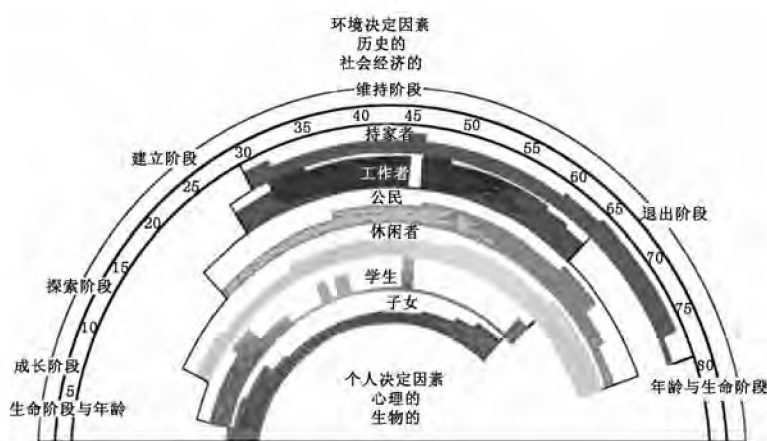 环境决定因素
历史的
社会经济的
维持阶段
40 45
35 持家者 50
建立阶段 30 55
25 工作者 60
公民 65
20 休闲者 退出阶段
15 学生 70
探索阶段 子女
10 75
成长阶段 个人决定因素 80
5 心理的 年龄与生命阶段
生命阶段与年龄 生物的